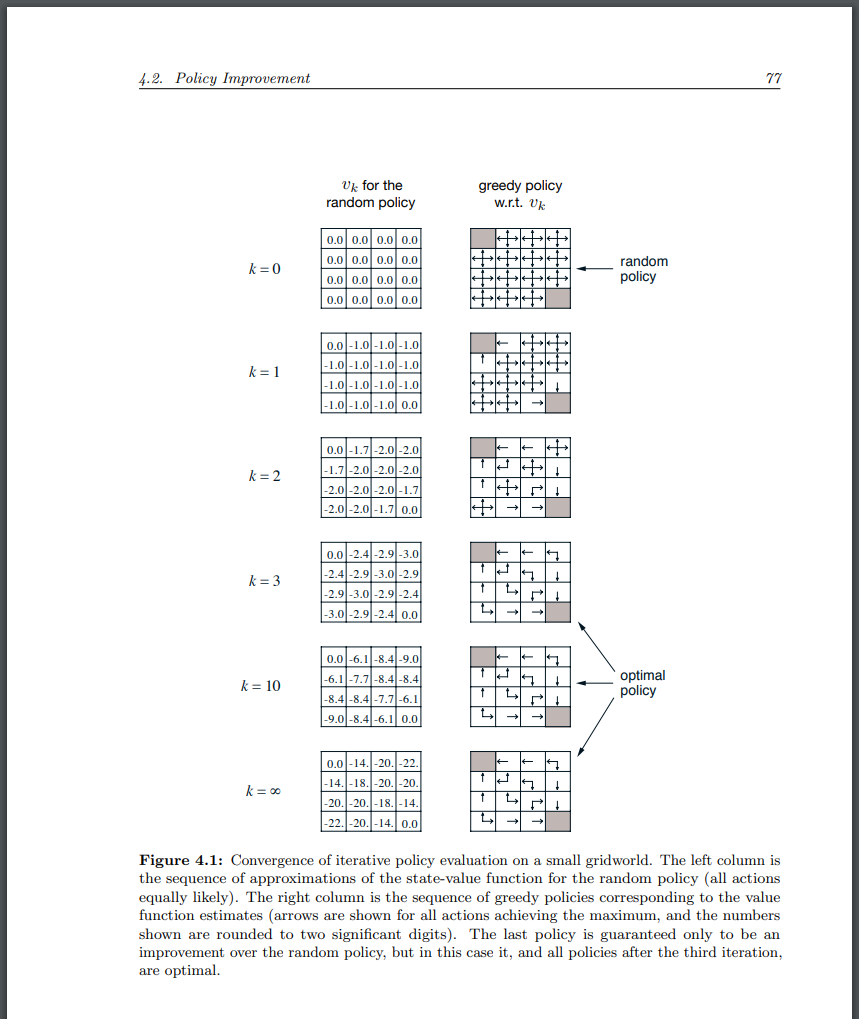 4.2. Policy Improvement 77
vk for the
random policy
greedy policy
w.r.t. vk
k = 0
0.0 0.0 0.0 0.0
0.0 0.0 0.0 0.0
0.0 0.0 0.0 0.0
0.0 0.0 0.0 0.0
random
policy
k = 1
0.0 -1.0 -1.0 -1.0
-1.0 -1.0 -1.0 -1.0
-1.0 -1.0 -1.0 -1.0
-1.0 -1.0 -1.0 0.0
k = 2
0.0 -1.7 -2.0 -2.0
-1.7 -2.0 -2.0 -2.0
-2.0 -2.0 -2.0 -1.7
-2.0 -2.0 -1.7 0.0
k = 3
0.0 -2.4 -2.9 -3.0
-2.4 -2.9 -3.0 -2.9
-2.9 -3.0 -2.9 -2.4
-3.0 -2.9 -2.4 0.0
k = 10
0.0 -6.1 -8.4 -9.0
-6.1 -7.7 -8.4 -8.4
-8.4 -8.4 -7.7 -6.1
-9.0 -8.4 -6.1 0.0
optimal
policy
k = ∞
0.0 -14. -20. -22.
-14. -18. -20. -20.
-20. -20. -18. -14.
-22. -20. -14. 0.0
Figure 4.1: Convergence of iterative policy evaluation on a small gridworld. The left column is
the sequence of approximations of the state-value function for the random policy (all actions
equally likely). The right column is the sequence of greedy policies corresponding to the value
function estimates (arrows are shown for all actions achieving the maximum, and the numbers
shown are rounded to two significant digits). The last policy is guaranteed only to be an
improvement over the random policy, but in this case it, and all policies after the third iteration,
are optimal.